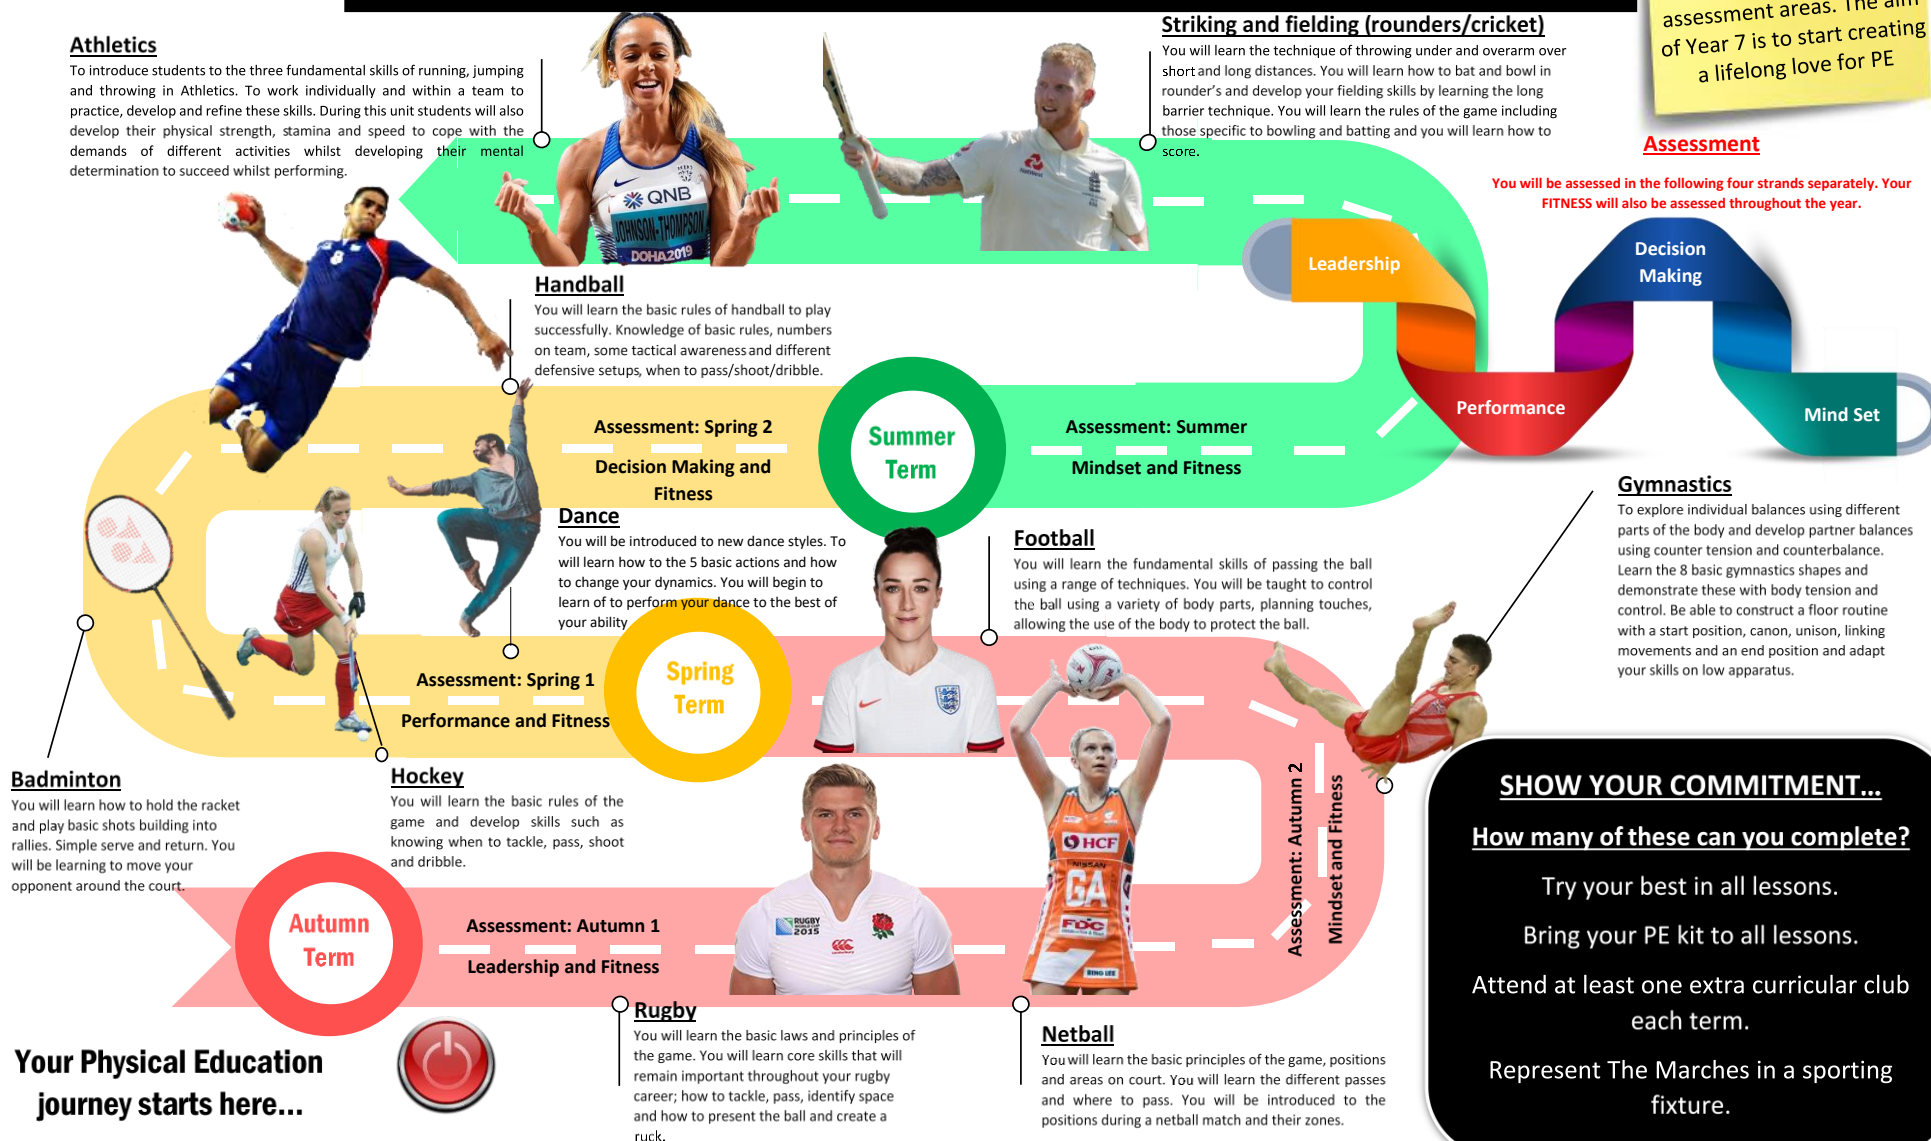 assessment areas. The aim
of Year 7 is to start creating
a lifelong love for PE
Athletics
To introduce students to the three fundamental skills of running, jumping
and throwing in Athletics. To work individually and within a team to
practice, develop and refine these skills. During this unit students will also
develop their physical strength, stamina and speed to cope with the
demands of different activities whilst developing their mental
determination to succeed whilst performing.
Striking and fielding (rounders/cricket)
You will learn the technique of throwing under and overarm over
short and long distances. You will learn how to bat and bowl in
rounder's and develop your fielding skills by learning the long
barrier technique. You will learn the rules of the game including
those specific to bowling and batting and you will learn how to
score.
Assessment
You will be assessed in the following four strands separately. Your
FITNESS will also be assessed throughout the year.
QNB
JOHNSON-THOMPSON
DOHA2019
8
Leadership
Decision
Making
Performance
Mind Set
Handball
You will learn the basic rules of handball to play
successfully. Knowledge of basic rules, numbers
on team, some tactical awareness and different
defensive setups, when to pass/shoot/dribble.
Assessment: Spring 2
Decision Making and
Fitness
Summer
Term
Assessment: Summer
Mindset and Fitness
Gymnastics
To explore individual balances using different
parts of the body and develop partner balances
using counter tension and counterbalance.
Learn the 8 basic gymnastics shapes and
demonstrate these with body tension and
control. Be able to construct a floor routine
with a start position, canon, unison, linking
movements and an end position and adapt
your skills on low apparatus.
Dance
You will be introduced to new dance styles. To
will learn how to the 5 basic actions and how
to change your dynamics. You will begin to
learn of to perform your dance to the best of
your ability
Football
You will learn the fundamental skills of passing the ball
using a range of techniques. You will be taught to control
the ball using a variety of body parts, planning touches,
allowing the use of the body to protect the ball.
Assessment: Spring 1
Performance and Fitness
Spring
Term
Badminton
You will learn how to hold the racket
and play basic shots building into
rallies. Simple serve and return. You
will be learning to move your
opponent around the court.
Hockey
You will learn the basic rules of the
game and develop skills such as
knowing when to tackle, pass, shoot
and dribble.
HCF
NISSAN
GA
FDC
BING LEE
Assessment: Autumn 2
Mindset and Fitness
SHOW YOUR COMMITMENT...
How many of these can you complete?
Try your best in all lessons.
Bring your PE kit to all lessons.
Attend at least one extra curricular club
each term.
Represent The Marches in a sporting
fixture.
Autumn
Term
Assessment: Autumn 1
Leadership and Fitness
RUGBY
WORLD CUP
2015
Rugby
You will learn the basic laws and principles of
the game. You will learn core skills that will
remain important throughout your rugby
career; how to tackle, pass, identify space
and how to present the ball and create a
ruck.
Netball
You will learn the basic principles of the game, positions
and areas on court. You will learn the different passes
and where to pass. You will be introduced to the
positions during a netball match and their zones.
Your Physical Education
journey starts here...